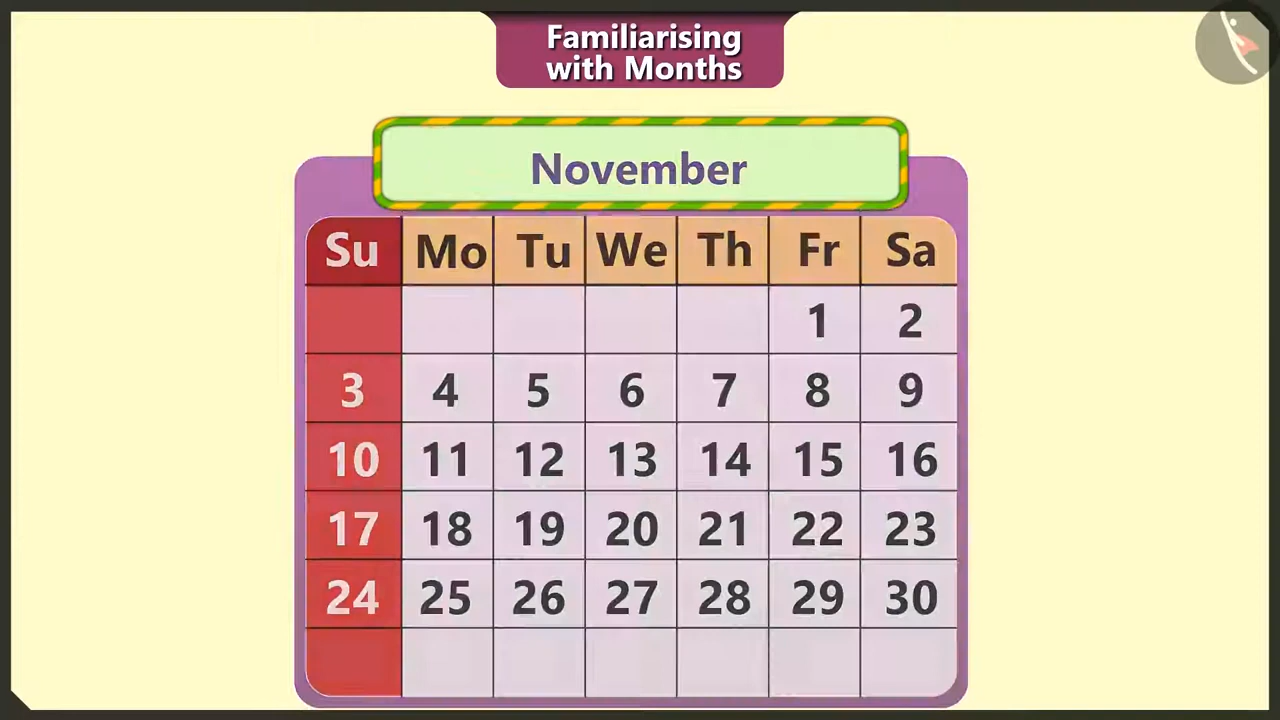 Familiarising
with Months
November
Su Mo Tu We Th Fr Sa
1 2
3 4 5 6 7 8 9
10 11 12 13 14 15 16
17 18 19 20 21 22 23
24 25 26 27 28 29 30